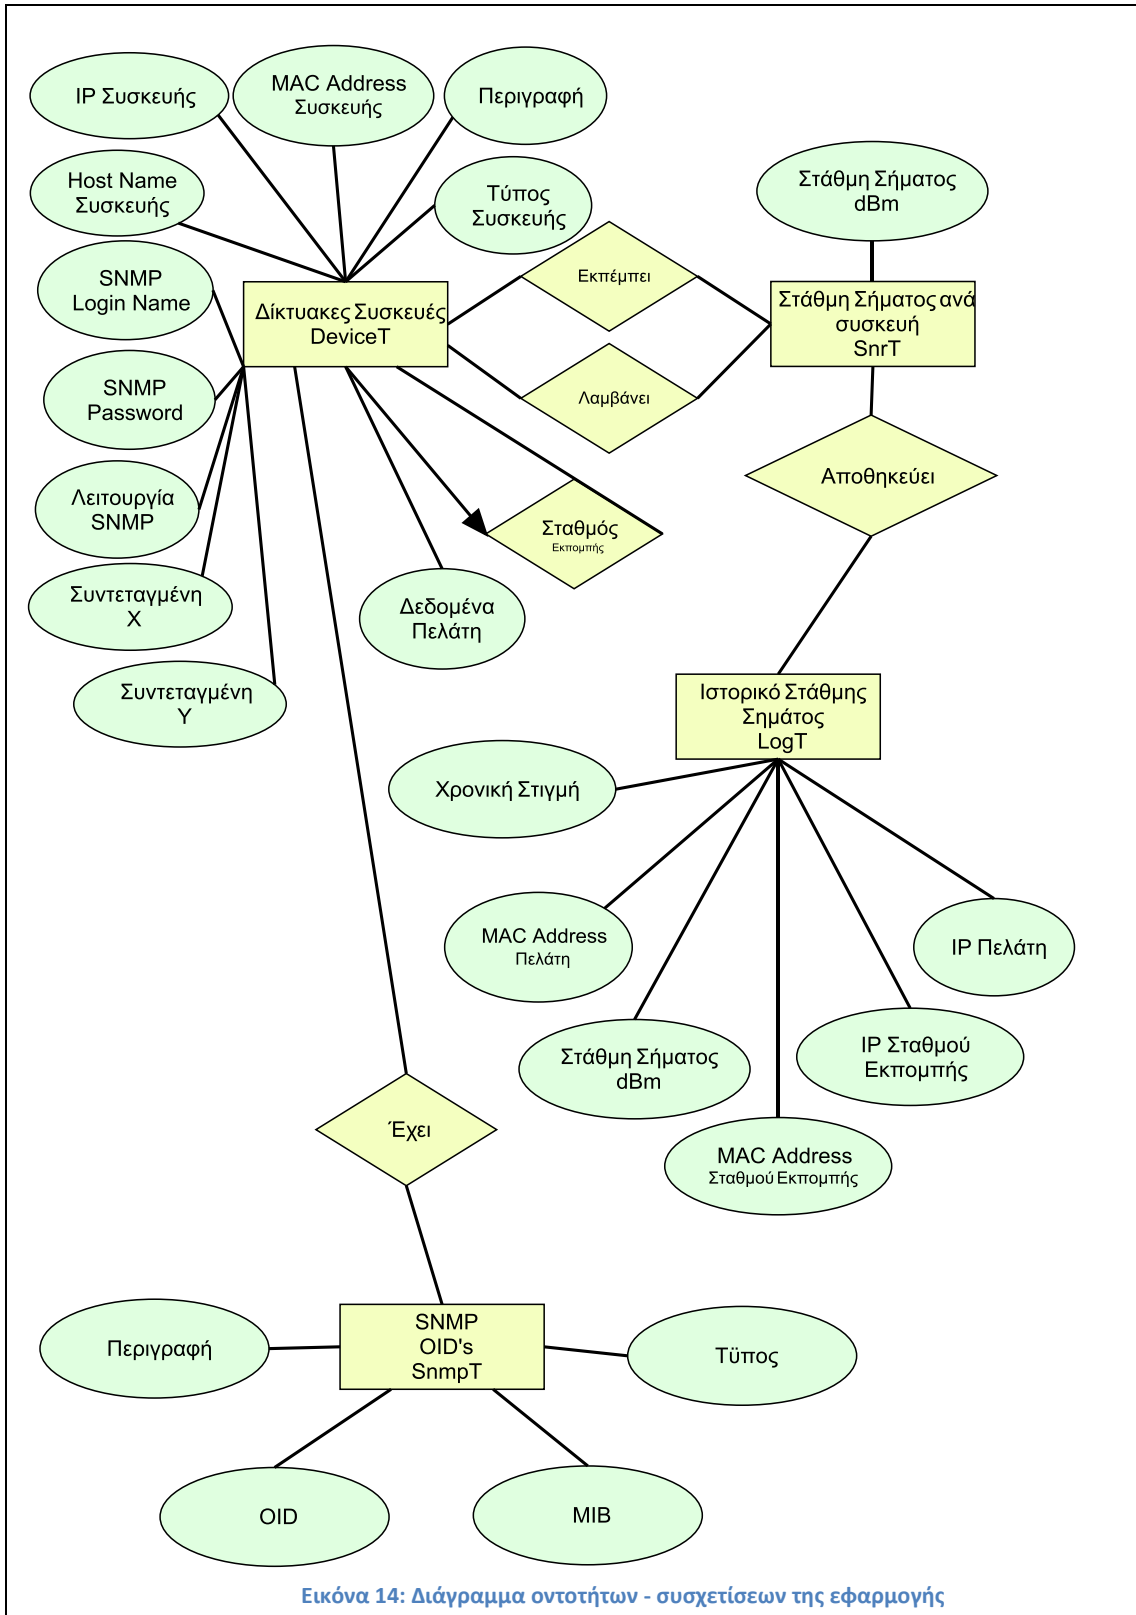 IP Συσκευής
MAC Address
Συσκευής
Περιγραφή
Host Name
Συσκευής
Τύπος
Συσκευής
Στάθμη Σήματος
dBm
SNMP
Login Name
Εκπέμπει
Δίκτυακες Συσκευές
DeviceT
Στάθμη Σήματος ανά
συσκευή
SnrT
SNMP
Password
Λαμβάνει
Αποθηκεύει
Λειτουργία
SNMP
Σταθμός
Εκπομπής
Συντεταγμένη
X
Δεδομένα
Πελάτη
Συντεταγμένη
Y
Ιστορικό Στάθμης
Σημάτος
LogT
Χρονική Στιγμή
MAC Address
Πελάτη
IP Πελάτη
Στάθμη Σήματος
dBm
IP Σταθμού
Εκπομπής
Έχει
MAC Address
Σταθμού Εκπομπής
SNMP
OID's
SnmpT
Περιγραφή
Τϋπος
OID
MIB
Εικόνα 14: Διάγραμμα οντοτήτων - συσχετίσεων της εφαρμογής